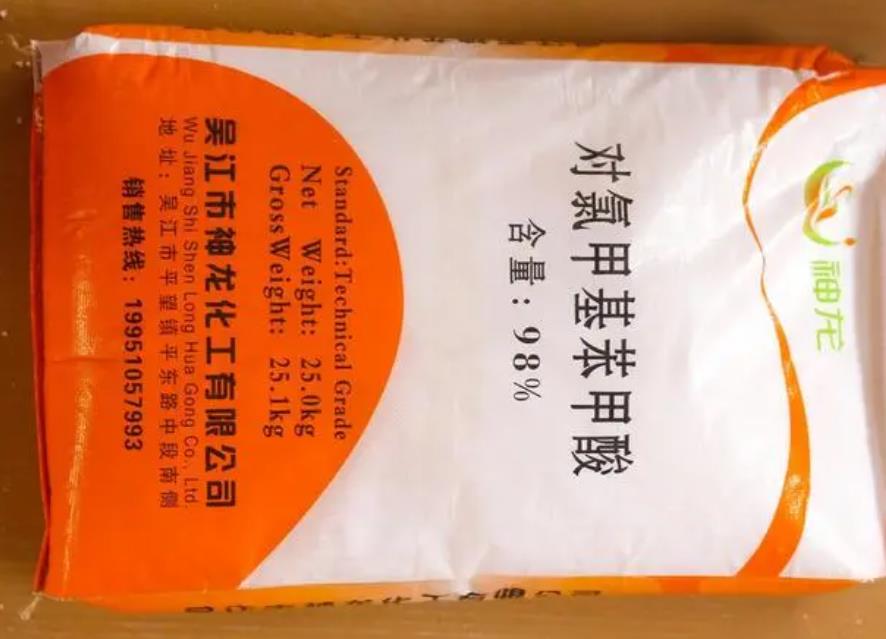 神龙
对氯甲基苯甲酸
含量：98%
Standard:Technical Grade
Net Weight: 25.0kg
GrossWeight: 25.1kg
吴江市神龙化工有限公司
Wu Jiang Shi Shen Long Hua Gong Co., Ltd.
地址：吴江市平望镇平东路中段南侧
销售热线：19951057993